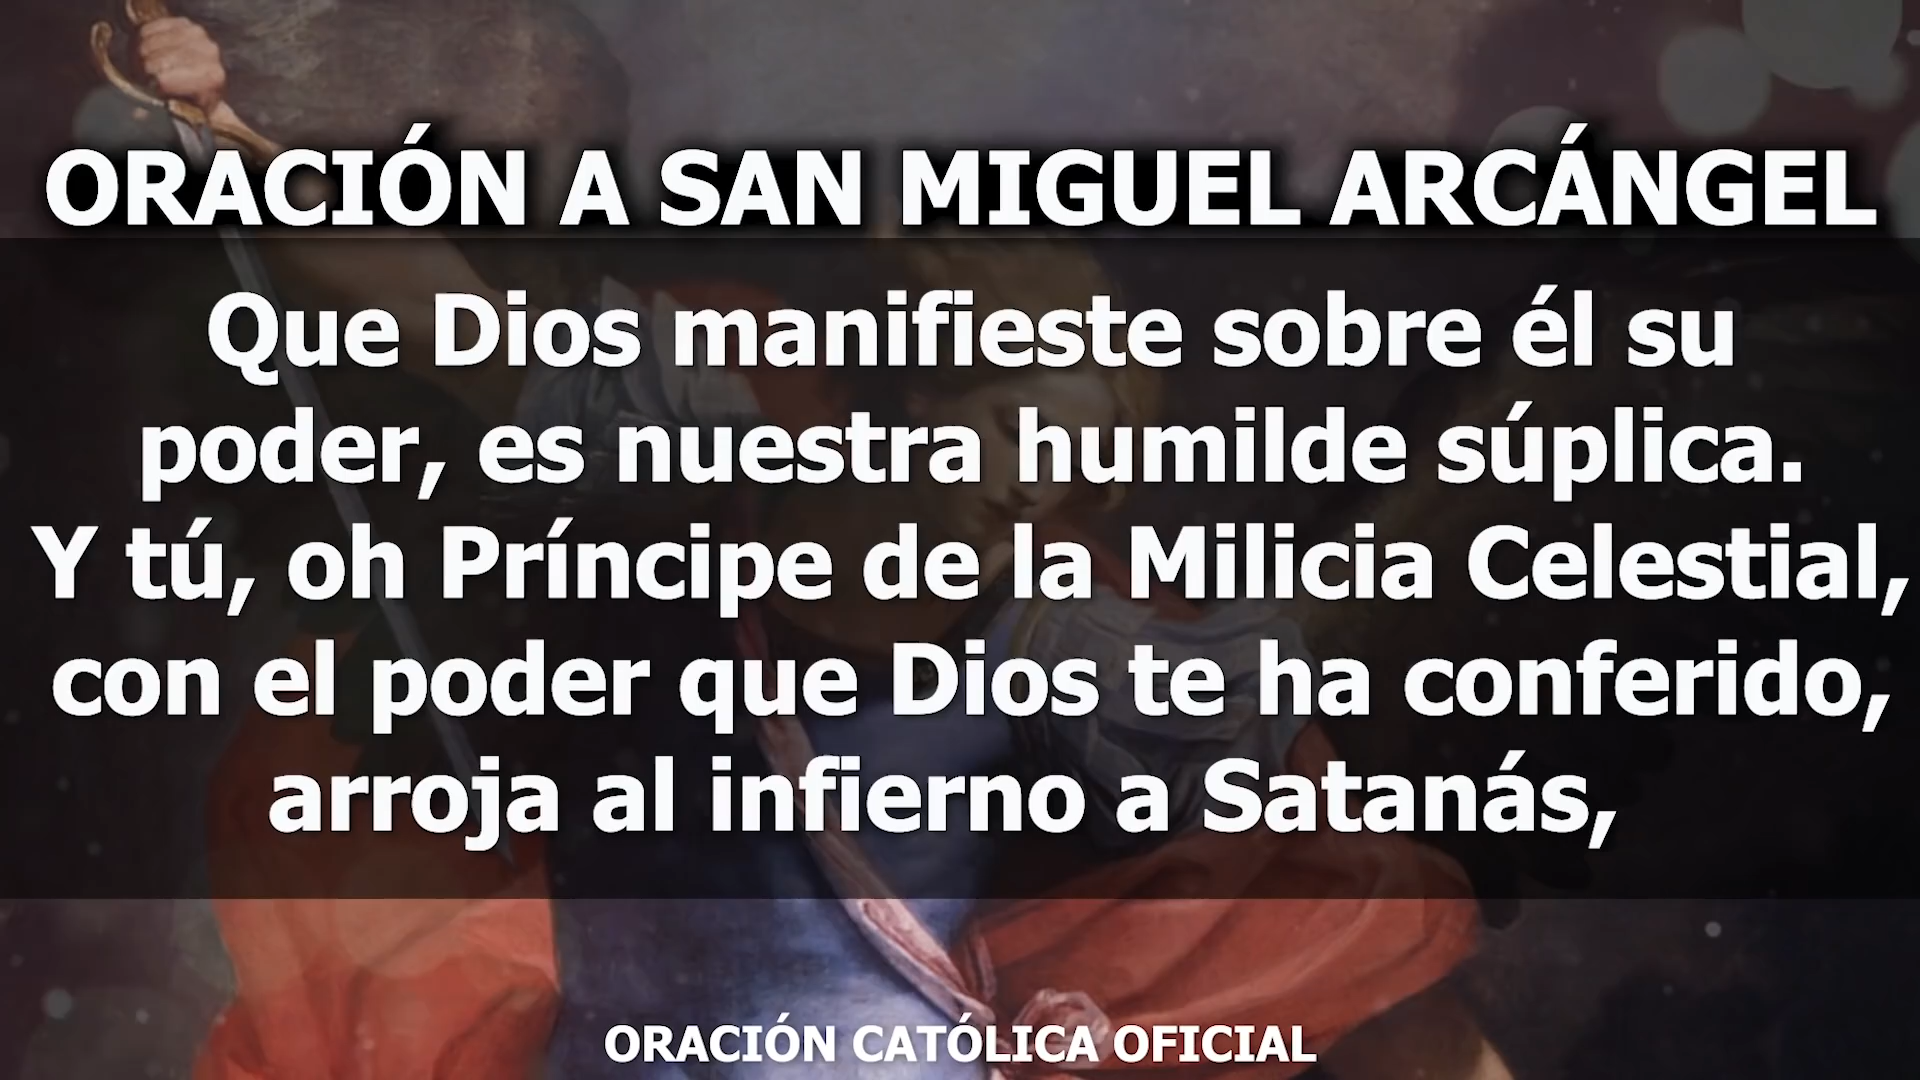 ORACIÓN A SAN MIGUEL ARCÁNGEL
Que Dios manifieste sobre él su
poder, es nuestra humilde súplica.
Y tú, oh Príncipe de la Milicia Celestial,
con el poder que Dios te ha conferido,
arroja al infierno a Satanás,
ORACIÓN CATÓLICA OFICIAL